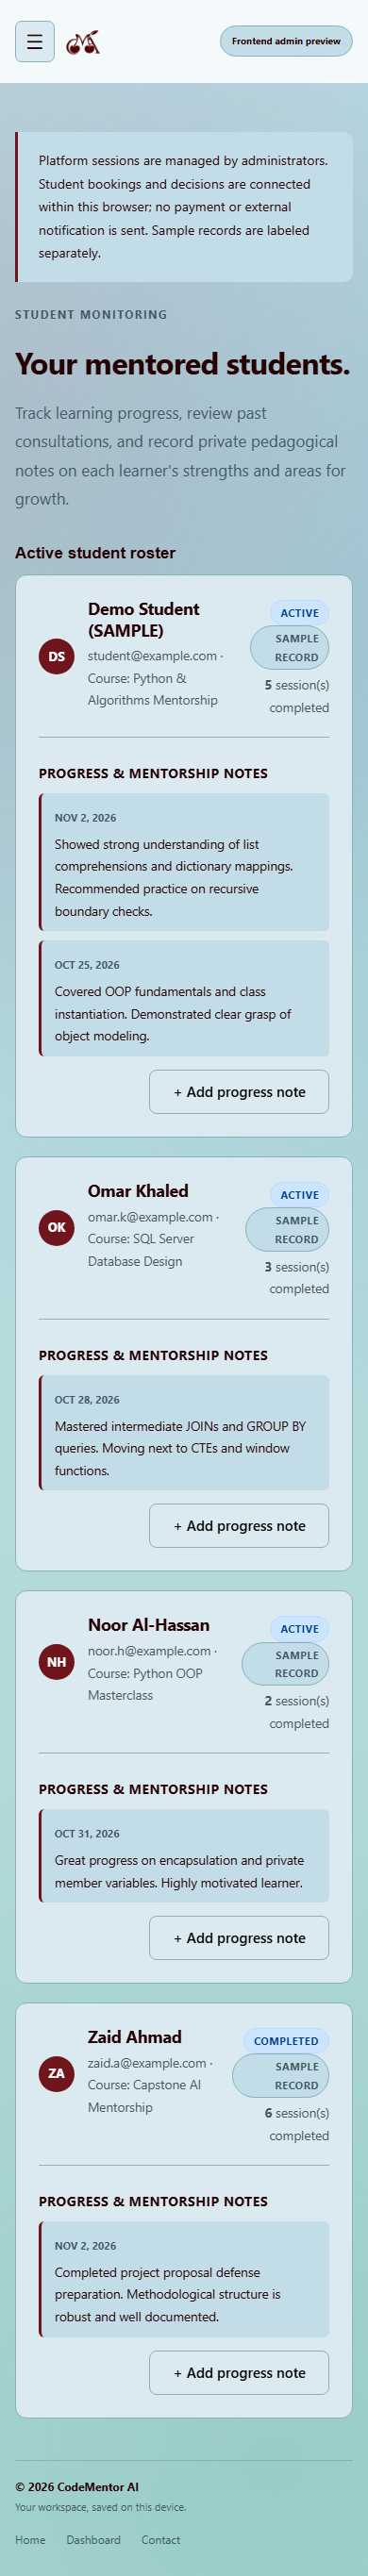 Frontend admin preview
Platform sessions are managed by administrators.
Student bookings and decisions are connected
within this browser; no payment or external
notification is sent. Sample records are labeled
separately.
STUDENT MONITORING
Your mentored students.
Track learning progress, review past
consultations, and record private pedagogical
notes on each learner's strengths and areas for
growth.
Active student roster
DS
Demo Student
(SAMPLE)
student@example.com ·
Course: Python &
Algorithms Mentorship
ACTIVE
SAMPLE
RECORD
5 session(s)
completed
PROGRESS & MENTORSHIP NOTES
NOV 2, 2026
Showed strong understanding of list
comprehensions and dictionary mappings.
Recommended practice on recursive
boundary checks.
OCT 25, 2026
Covered OOP fundamentals and class
instantiation. Demonstrated clear grasp of
object modeling.
+ Add progress note
OK
Omar Khaled
omar.k@example.com ·
Course: SQL Server
Database Design
ACTIVE
SAMPLE
RECORD
3 session(s)
completed
PROGRESS & MENTORSHIP NOTES
OCT 28, 2026
Mastered intermediate JOINs and GROUP BY
queries. Moving next to CTEs and window
functions.
+ Add progress note
NH
Noor Al-Hassan
noor.h@example.com ·
Course: Python OOP
Masterclass
ACTIVE
SAMPLE
RECORD
2 session(s)
completed
PROGRESS & MENTORSHIP NOTES
OCT 31, 2026
Great progress on encapsulation and private
member variables. Highly motivated learner.
+ Add progress note
ZA
Zaid Ahmad
zaid.a@example.com ·
Course: Capstone AI
Mentorship
COMPLETED
SAMPLE
RECORD
6 session(s)
completed
PROGRESS & MENTORSHIP NOTES
NOV 2, 2026
Completed project proposal defense
preparation. Methodological structure is
robust and well documented.
+ Add progress note
© 2026 CodeMentor AI
Your workspace, saved on this device.
Home Dashboard Contact